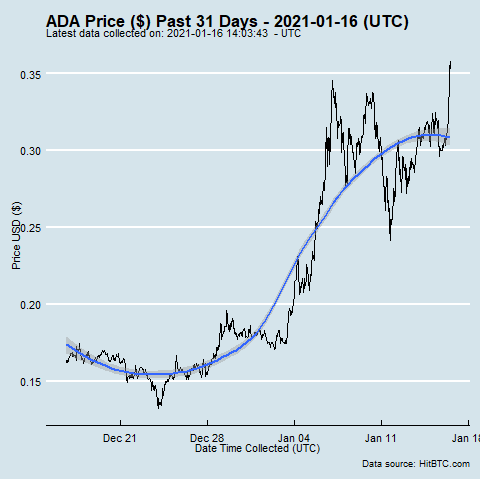 ADA Price ($) Past 31 Days - 2021-01-16 (UTC)
Latest data collected on: 2021-01-16 14:03:43 - UTC
0.35
0.30
0.25
0.20
0.15
Price USD ($)
Dec 21 Dec 28 Jan 04 Jan 11 Jan 18
Date Time Collected (UTC)
Data source: HitBTC.com